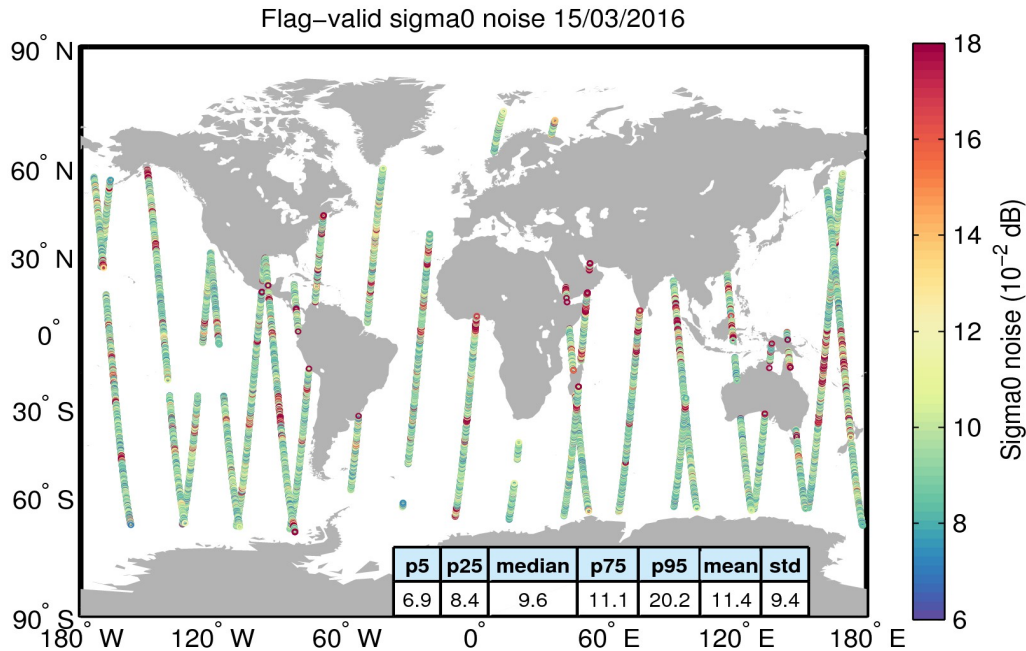 Flag−valid sigma0 noise 15/03/2016
90° N
60° N
30° N
0°
30° S
60° S
90° S
180° W
120° W
60° W
0°
60° E
120° E
180° E
p5 p25 median p75 p95 mean std
6.9 8.4 9.6 11.1 20.2 11.4 9.4
18
16
14
12
10
8
6
Sigma0 noise (10⁻² dB)